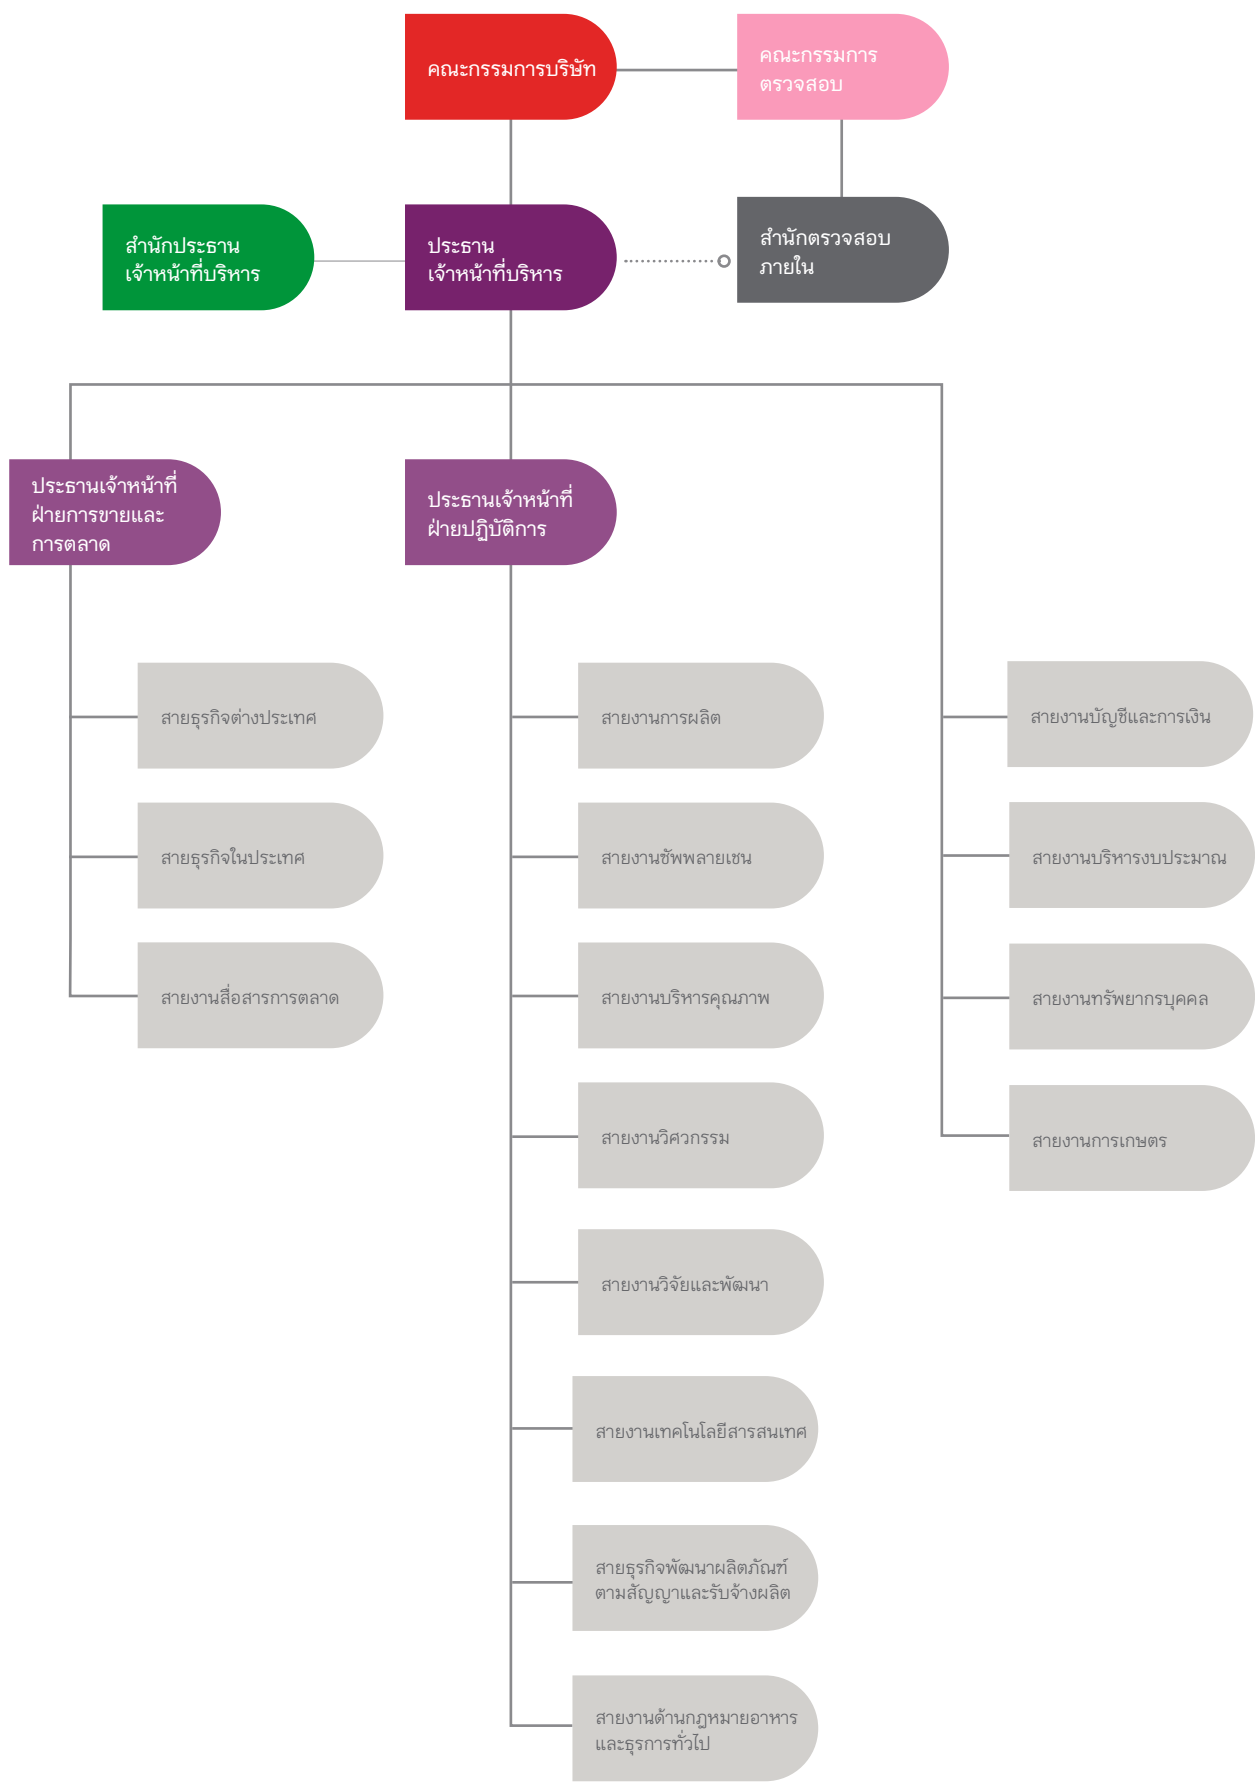 คณะกรรมการบริษัท
คณะกรรมการ
ตรวจสอบ
สำนักประธาน
เจ้าหน้าที่บริหาร
ประธาน
เจ้าหน้าที่บริหาร
สำนักตรวจสอบ
ภายใน
ประธานเจ้าหน้าที่
ฝ่ายการขายและ
การตลาด
ประธานเจ้าหน้าที่
ฝ่ายปฏิบัติการ
สายธุรกิจต่างประเทศ
สายธุรกิจในประเทศ
สายงานสื่อสารการตลาด
สายงานการผลิต
สายงานซัพพลายเชน
สายงานบริหารคุณภาพ
สายงานวิศวกรรม
สายงานวิจัยและพัฒนา
สายงานเทคโนโลยีสารสนเทศ
สายธุรกิจพัฒนาผลิตภัณฑ์
ตามสัญญาและรับจ้างผลิต
สายงานด้านกฎหมายอาหาร
และธุรการทั่วไป
สายงานบัญชีและการเงิน
สายงานบริหารงบประมาณ
สายงานทรัพยากรบุคคล
สายงานการเกษตร